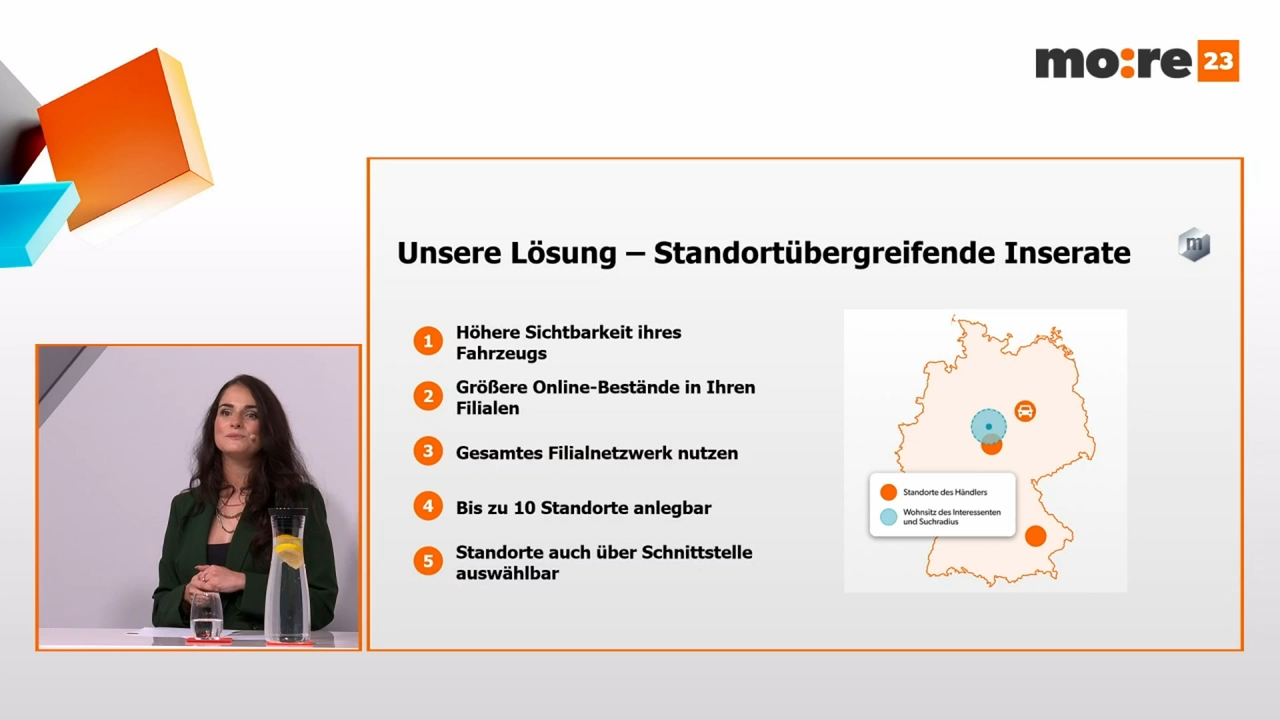 mo:re 23
Unsere Lösung – Standortübergreifende Inserate
m
1 Höhere Sichtbarkeit ihres
Fahrzeugs
2 Größere Online-Bestände in Ihren
Filialen
3 Gesamtes Filialnetzwerk nutzen
4 Bis zu 10 Standorte anlegbar
5 Standorte auch über Schnittstelle
auswählbar
Standorte des Händlers
Wohnsitz des Interessenten
und Suchradius